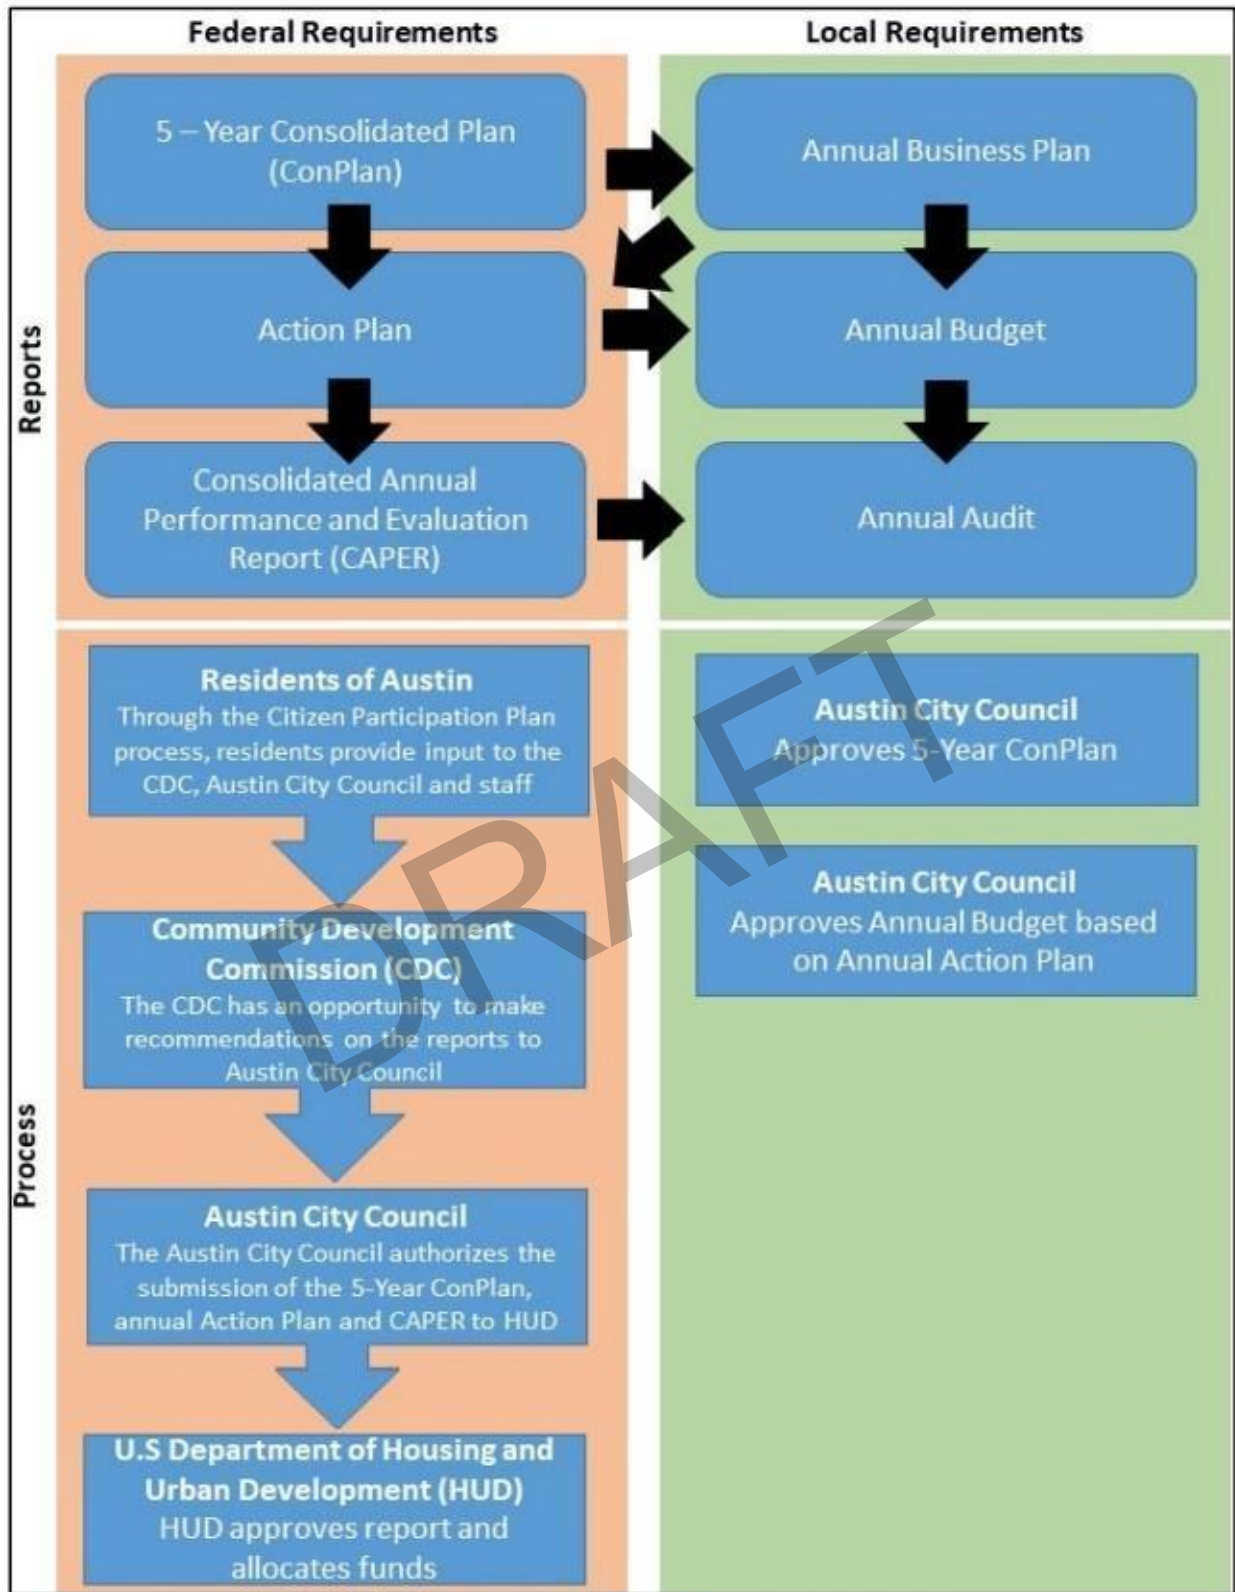 Federal Requirements
Local Requirements
Reports
5 – Year Consolidated Plan
(ConPlan)
Annual Business Plan
Action Plan
Annual Budget
Consolidated Annual
Performance and Evaluation
Report (CAPER)
Annual Audit
Process
Residents of Austin
Through the Citizen Participation Plan
process, residents provide input to the
CDC, Austin City Council and staff
Community Development
Commission (CDC)
The CDC has an opportunity to make
recommendations on the reports to
Austin City Council
Austin City Council
The Austin City Council authorizes the
submission of the 5-Year ConPlan,
annual Action Plan and CAPER to HUD
U.S Department of Housing and
Urban Development (HUD)
HUD approves report and
allocates funds
Austin City Council
Approves 5-Year ConPlan
Austin City Council
Approves Annual Budget based
on Annual Action Plan
DRAFT